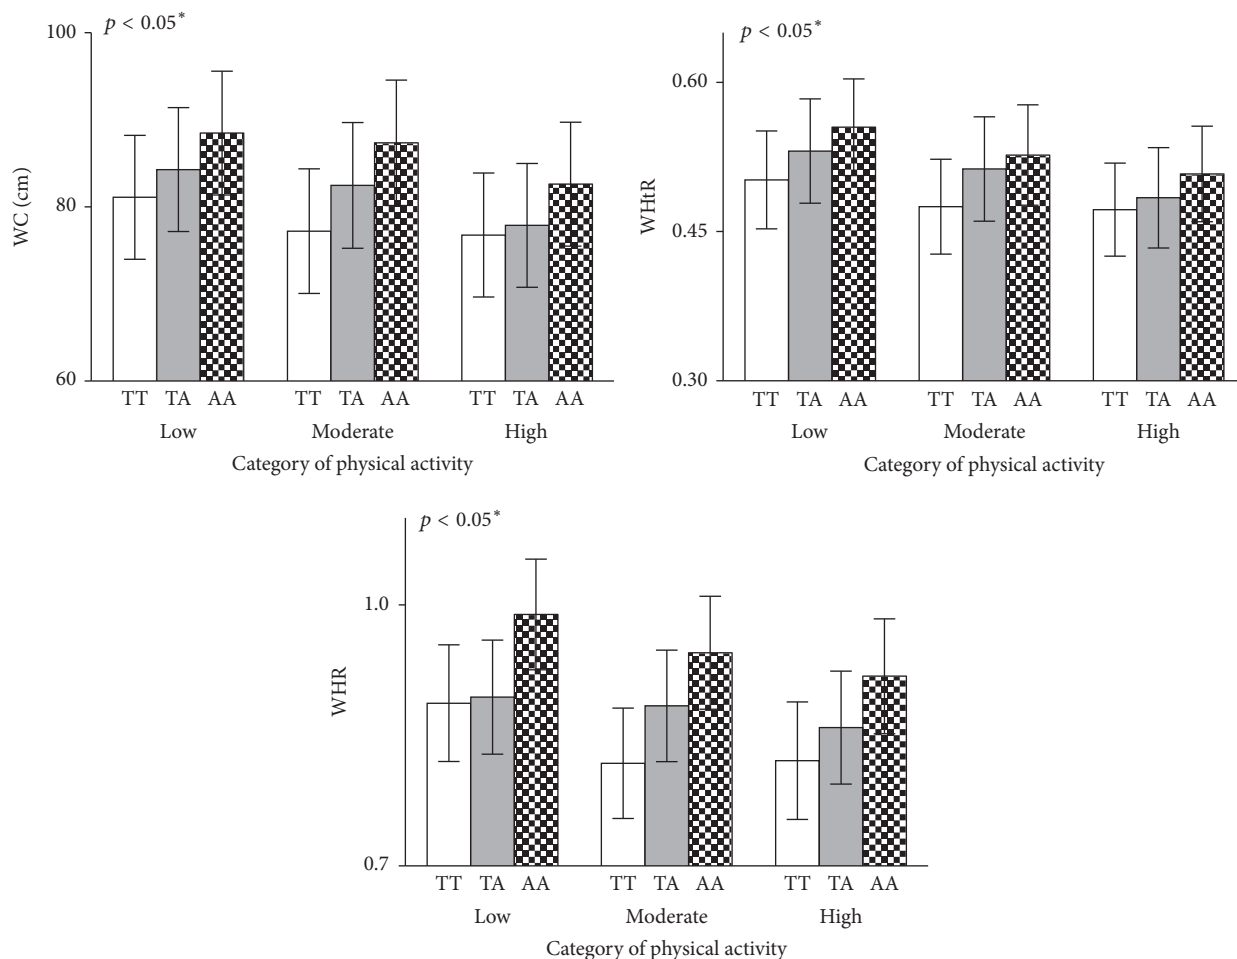 p < 0.05*
100
80
60
WC (cm)
TT TA AA TT TA AA TT TA AA
Low Moderate High
Category of physical activity
p < 0.05*
0.60
0.45
0.30
WHtR
TT TA AA TT TA AA TT TA AA
Low Moderate High
Category of physical activity
p < 0.05*
1.0
0.7
WHR
TT TA AA TT TA AA TT TA AA
Low Moderate High
Category of physical activity